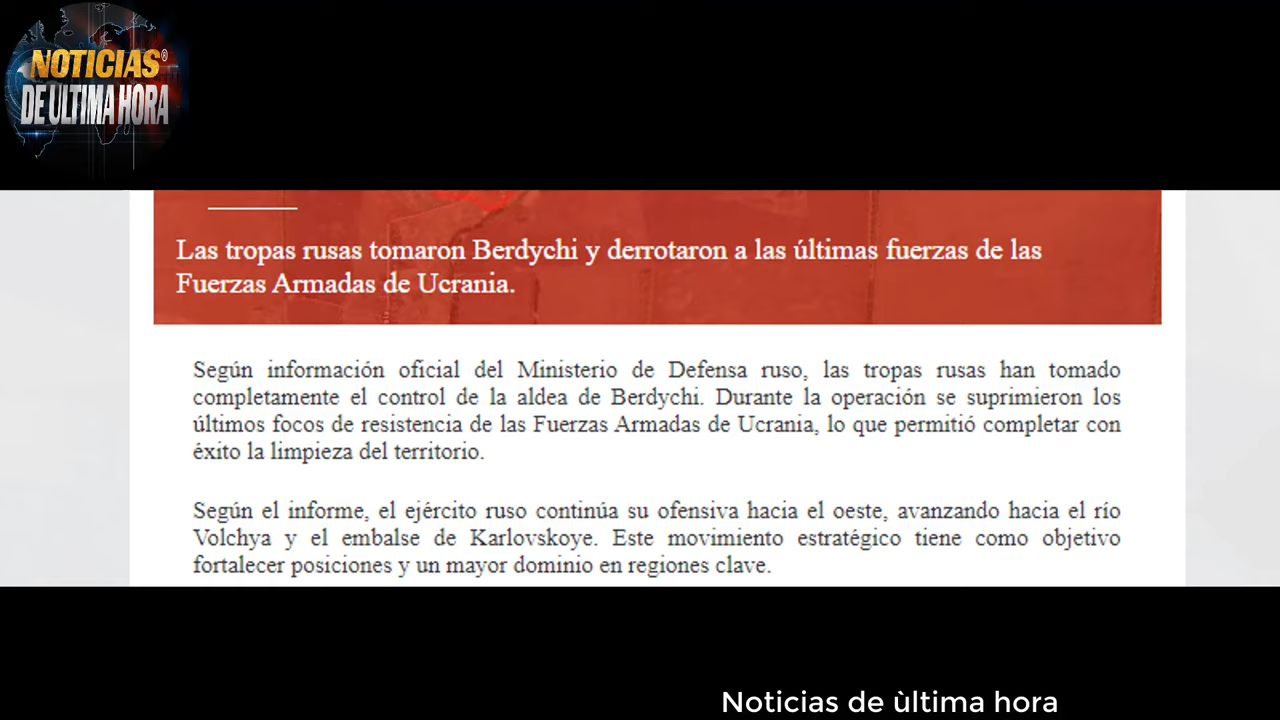 NOTICIAS®
DE ULTIMA HORA
Las tropas rusas tomaron Berdychi y derrotaron a las últimas fuerzas de las
Fuerzas Armadas de Ucrania.
Según información oficial del Ministerio de Defensa ruso, las tropas rusas han tomado
completamente el control de la aldea de Berdychi. Durante la operación se suprimieron los
últimos focos de resistencia de las Fuerzas Armadas de Ucrania, lo que permitió completar con
éxito la limpieza del territorio.
Según el informe, el ejército ruso continúa su ofensiva hacia el oeste, avanzando hacia el río
Volchya y el embalse de Karlovskoye. Este movimiento estratégico tiene como objetivo
fortalecer posiciones y un mayor dominio en regiones clave.
Noticias de ùltima hora